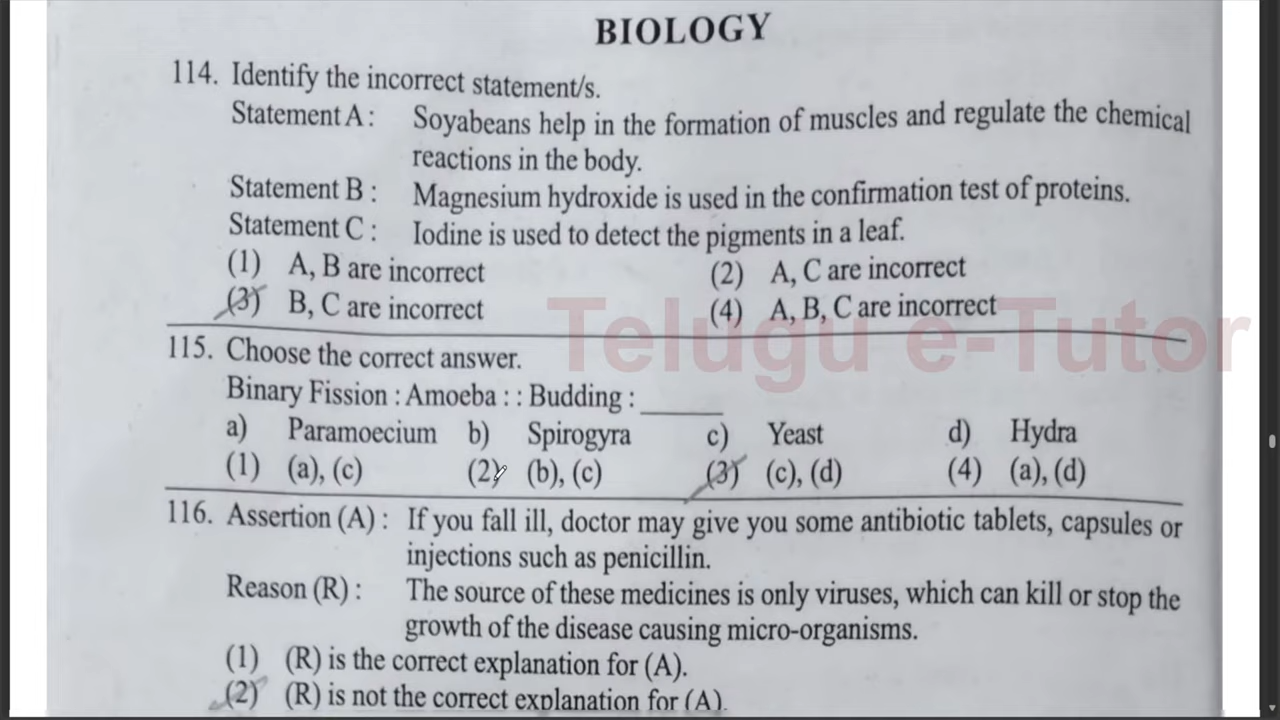 BIOLOGY
114. Identify the incorrect statement/s.
Statement A : Soyabeans help in the formation of muscles and regulate the chemical
reactions in the body.
Statement B : Magnesium hydroxide is used in the confirmation test of proteins.
Statement C : Iodine is used to detect the pigments in a leaf.
(1) A, B are incorrect (2) A, C are incorrect
(3) B, C are incorrect (4) A, B, C are incorrect
Telugu e-Tutor
115. Choose the correct answer.
Binary Fission : Amoeba : : Budding : ______
a) Paramoecium b) Spirogyra c) Yeast d) Hydra
(1) (a), (c) (2) (b), (c) (3) (c), (d) (4) (a), (d)
116. Assertion (A) : If you fall ill, doctor may give you some antibiotic tablets, capsules or
injections such as penicillin.
Reason (R) : The source of these medicines is only viruses, which can kill or stop the
growth of the disease causing micro-organisms.
(1) (R) is the correct explanation for (A).
(2) (R) is not the correct explanation for (A).